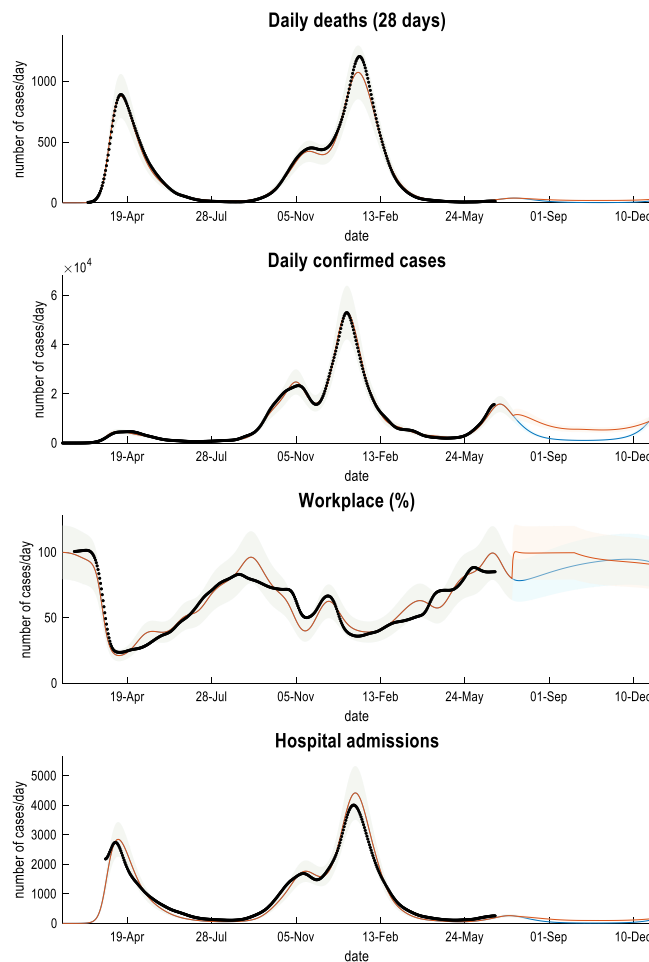 Daily deaths (28 days)
number of cases/day
1000
500
0
19-Apr 28-Jul 05-Nov 13-Feb 24-May 01-Sep 10-Dec
date
Daily confirmed cases
×10^4
number of cases/day
6
4
2
0
19-Apr 28-Jul 05-Nov 13-Feb 24-May 01-Sep 10-Dec
date
Workplace (%)
number of cases/day
100
50
0
19-Apr 28-Jul 05-Nov 13-Feb 24-May 01-Sep 10-Dec
date
Hospital admissions
number of cases/day
5000
4000
3000
2000
1000
0
19-Apr 28-Jul 05-Nov 13-Feb 24-May 01-Sep 10-Dec
date